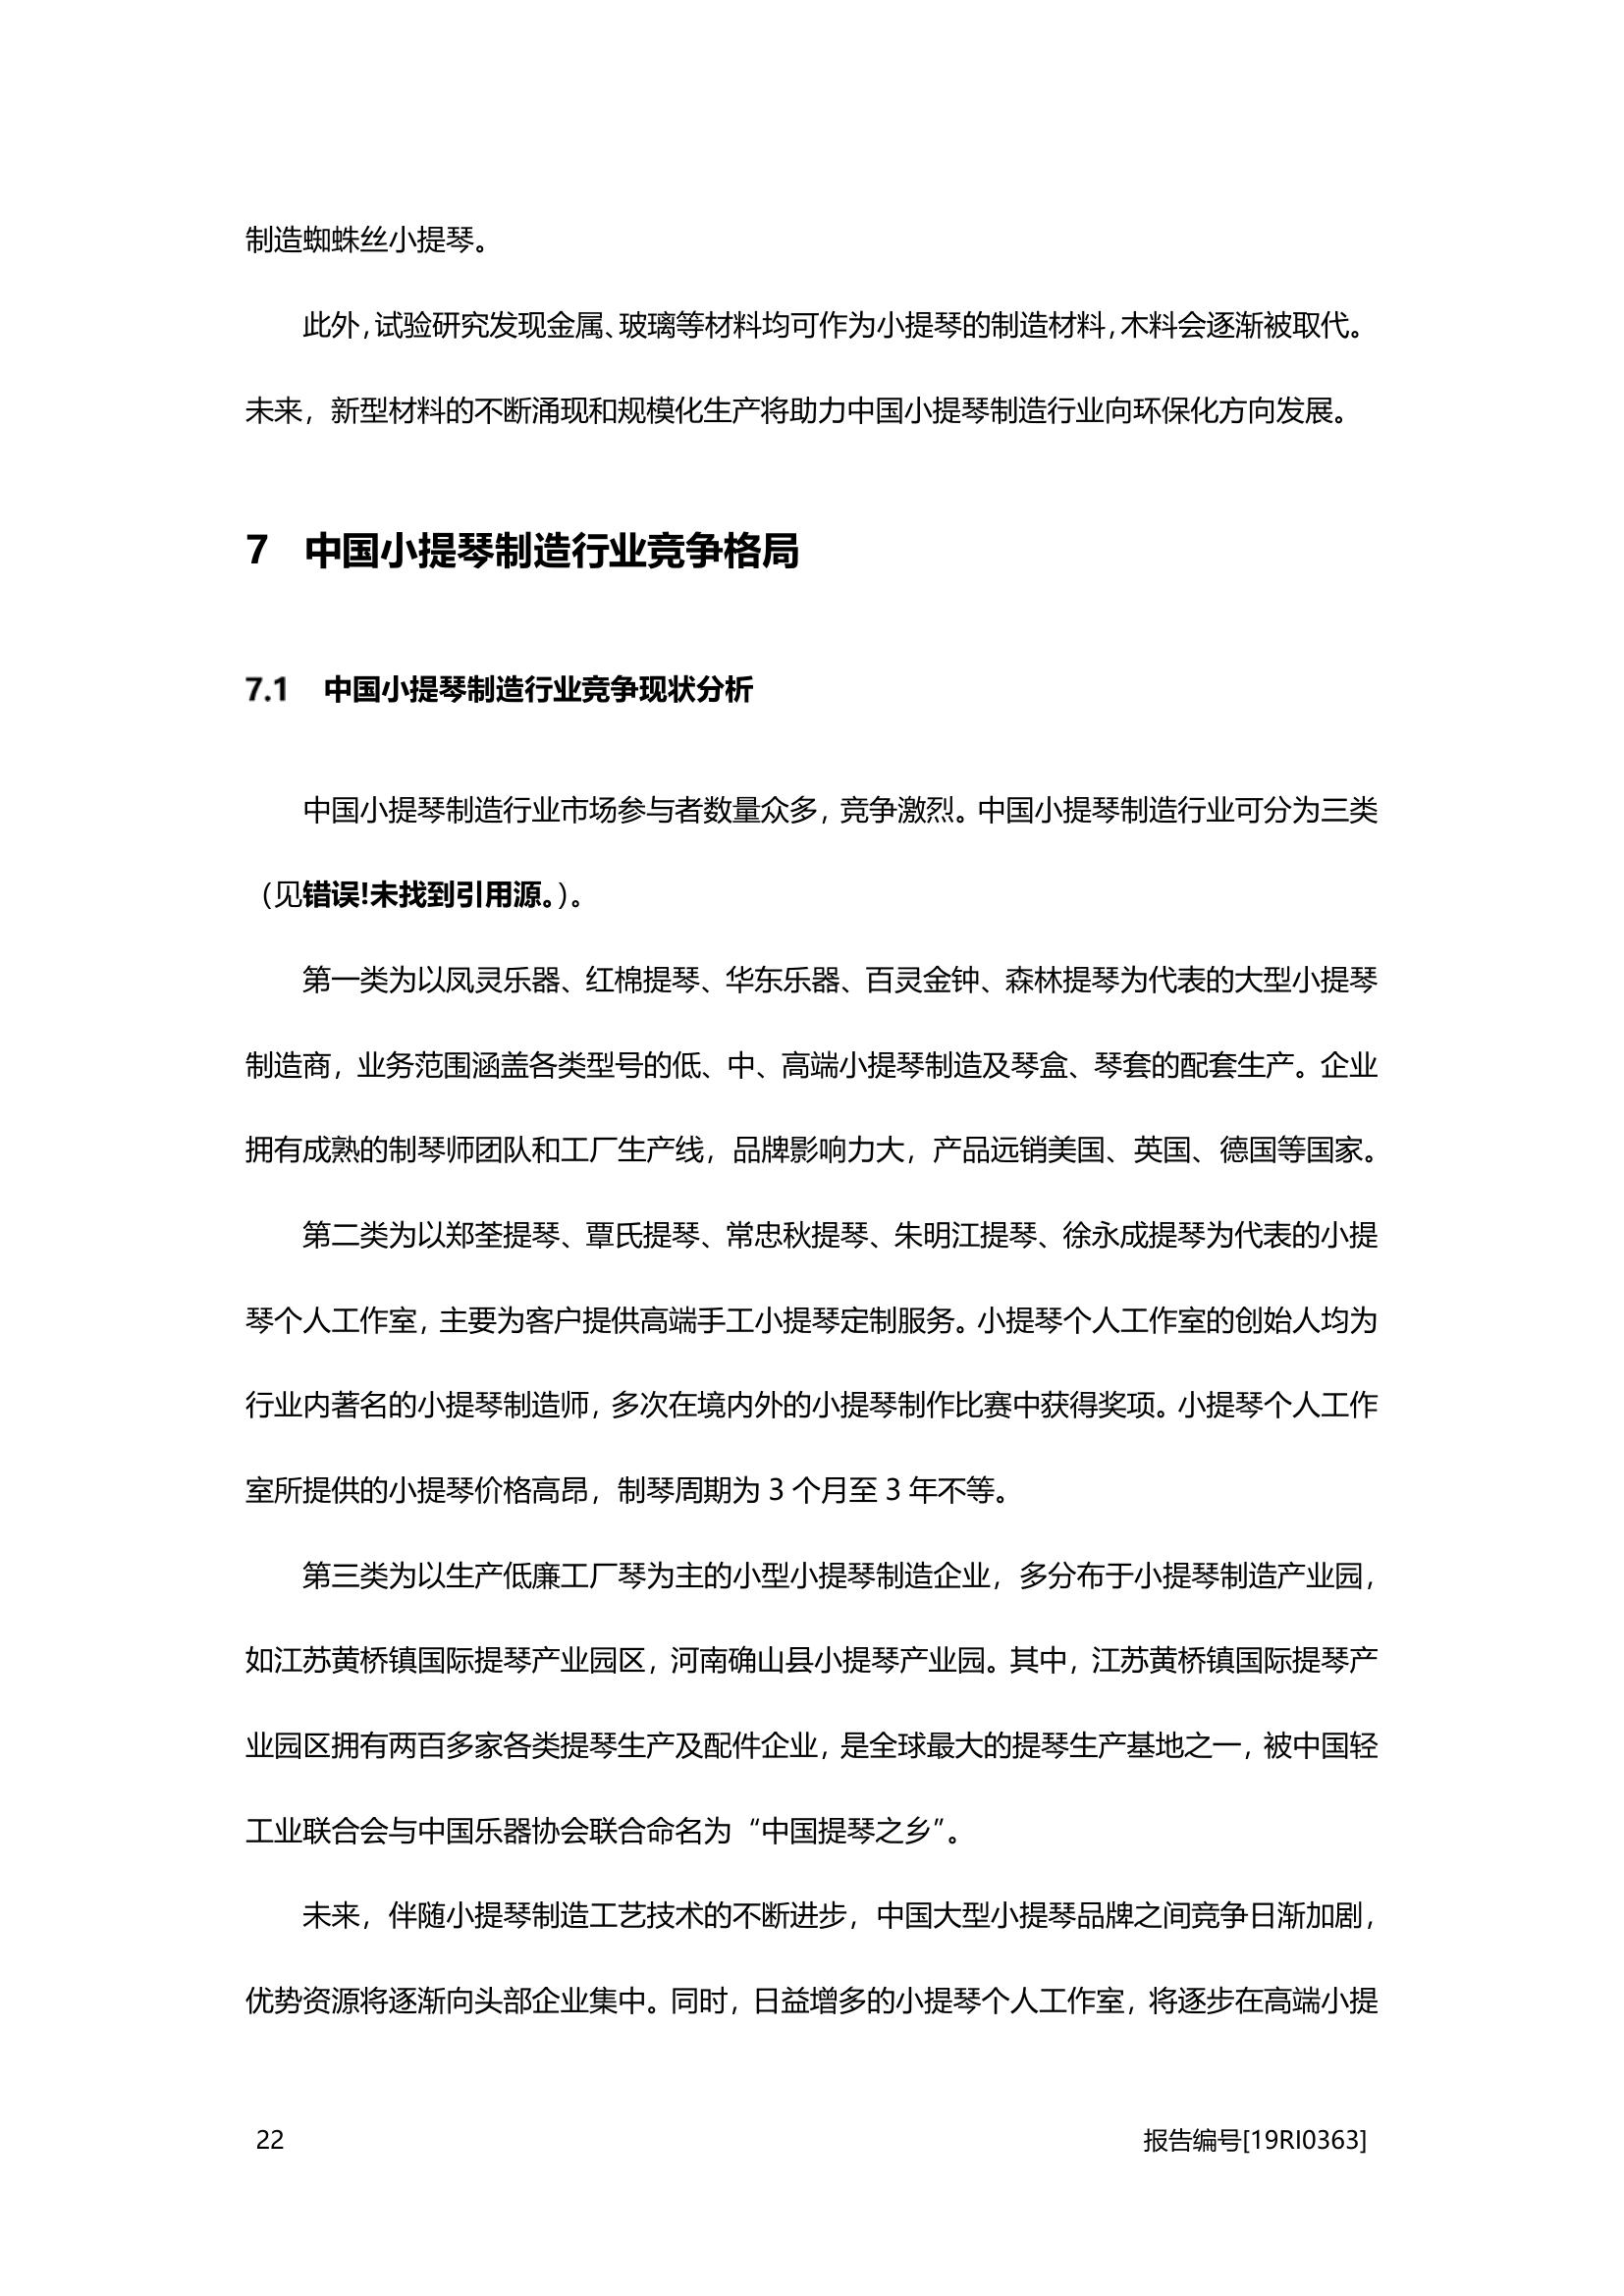 制造蜘蛛丝小提琴。
此外，试验研究发现金属、玻璃等材料均可作为小提琴的制造材料，木料会逐渐被取代。
未来，新型材料的不断涌现和规模化生产将助力中国小提琴制造行业向环保化方向发展。
7 中国小提琴制造行业竞争格局
7.1 中国小提琴制造行业竞争现状分析
中国小提琴制造行业市场参与者数量众多，竞争激烈。中国小提琴制造行业可分为三类
（见错误!未找到引用源。）。
第一类为以凤灵乐器、红棉提琴、华东乐器、百灵金钟、森林提琴为代表的大型小提琴
制造商，业务范围涵盖各类型号的低、中、高端小提琴制造及琴盒、琴套的配套生产。企业
拥有成熟的制琴师团队和工厂生产线，品牌影响力大，产品远销美国、英国、德国等国家。
第二类为以郑荃提琴、覃氏提琴、常忠秋提琴、朱明江提琴、徐永成提琴为代表的小提
琴个人工作室，主要为客户提供高端手工小提琴定制服务。小提琴个人工作室的创始人均为
行业内著名的小提琴制造师，多次在境内外的小提琴制作比赛中获得奖项。小提琴个人工作
室所提供的小提琴价格高昂，制琴周期为 3 个月至 3 年不等。
第三类为以生产低廉工厂琴为主的小型小提琴制造企业，多分布于小提琴制造产业园，
如江苏黄桥镇国际提琴产业园区，河南确山县小提琴产业园。其中，江苏黄桥镇国际提琴产
业园区拥有两百多家各类提琴生产及配件企业，是全球最大的提琴生产基地之一，被中国轻
工业联合会与中国乐器协会联合命名为“中国提琴之乡”。
未来，伴随小提琴制造工艺技术的不断进步，中国大型小提琴品牌之间竞争日渐加剧，
优势资源将逐渐向头部企业集中。同时，日益增多的小提琴个人工作室，将逐步在高端小提
22 报告编号[19RI0363]